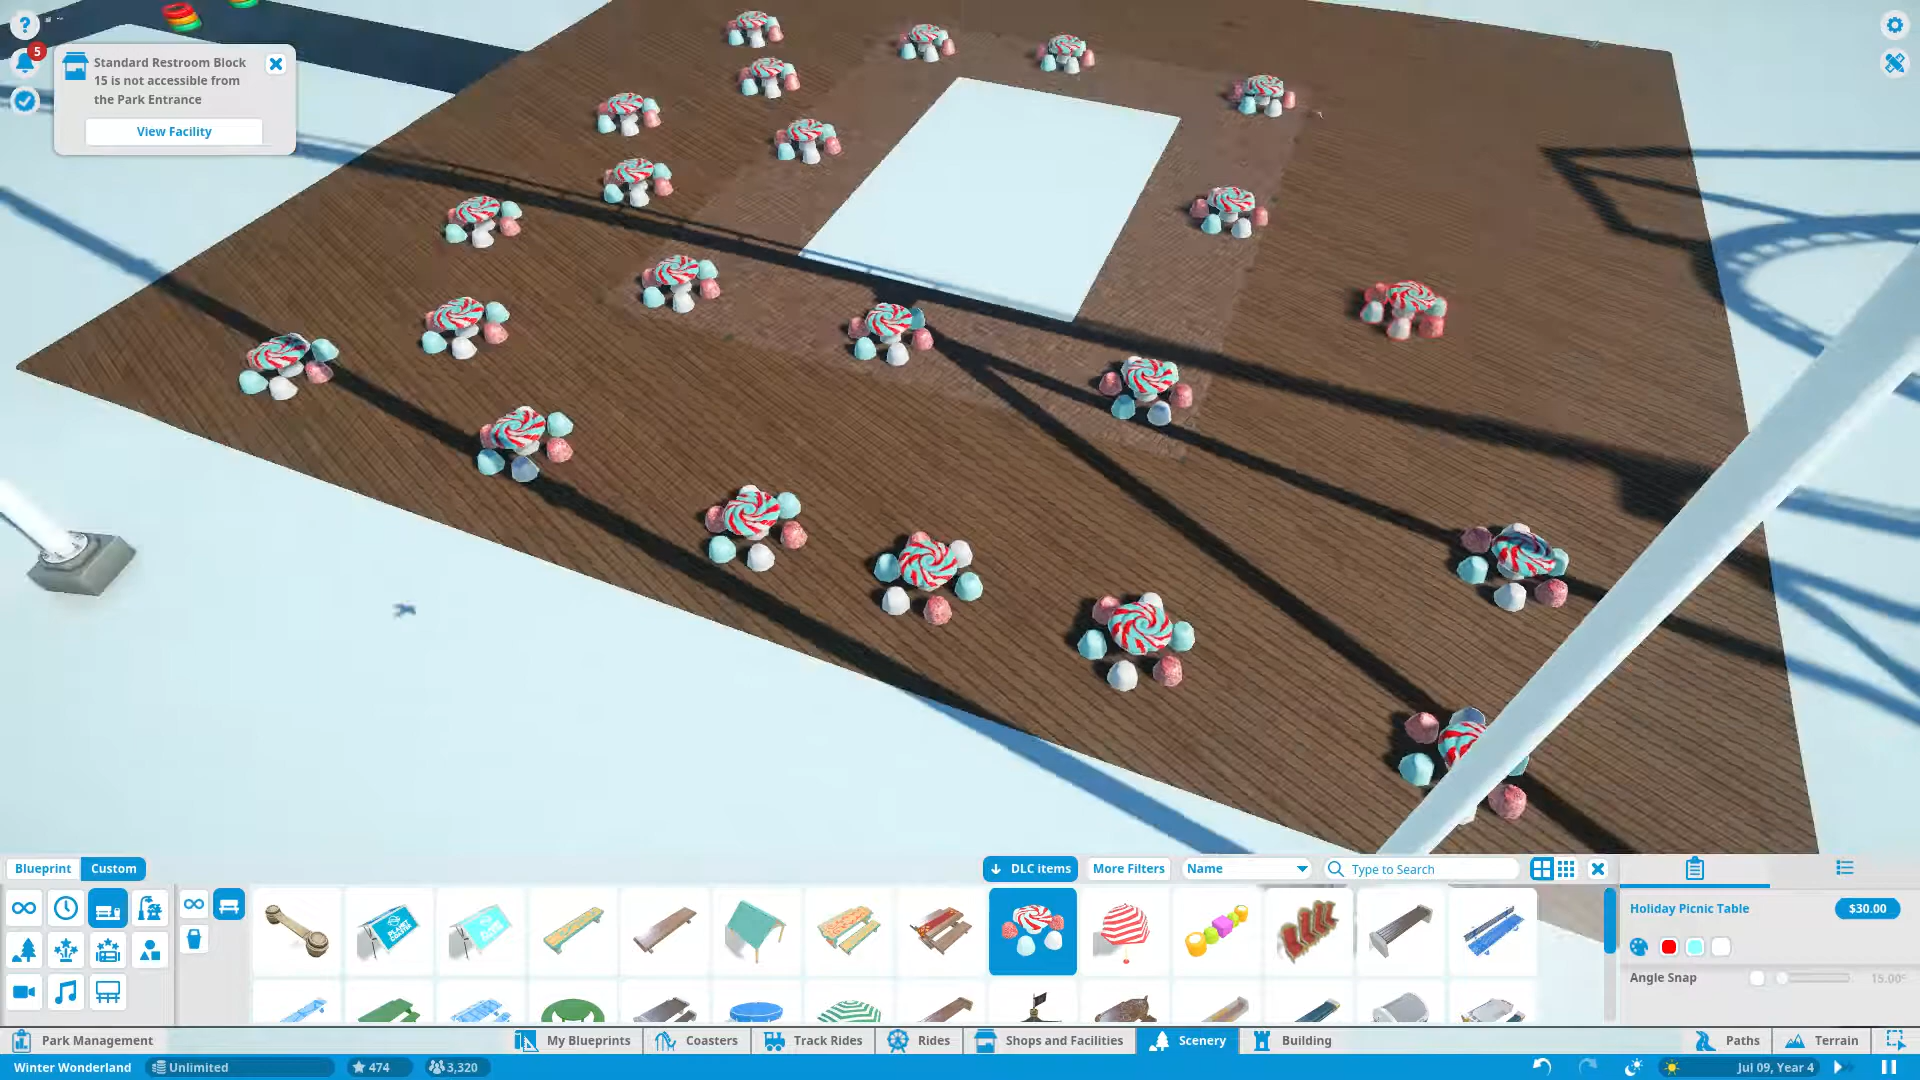 ?
5
Standard Restroom Block
15 is not accessible from
the Park Entrance
View Facility
Blueprint
Custom
DLC items
More Filters
Name
Type to Search
Holiday Picnic Table
$30.00
Angle Snap
15.00°
Park Management
My Blueprints
Coasters
Track Rides
Rides
Shops and Facilities
Scenery
Building
Paths
Terrain
Winter Wonderland
Unlimited
474
3,320
Jul 09, Year 4